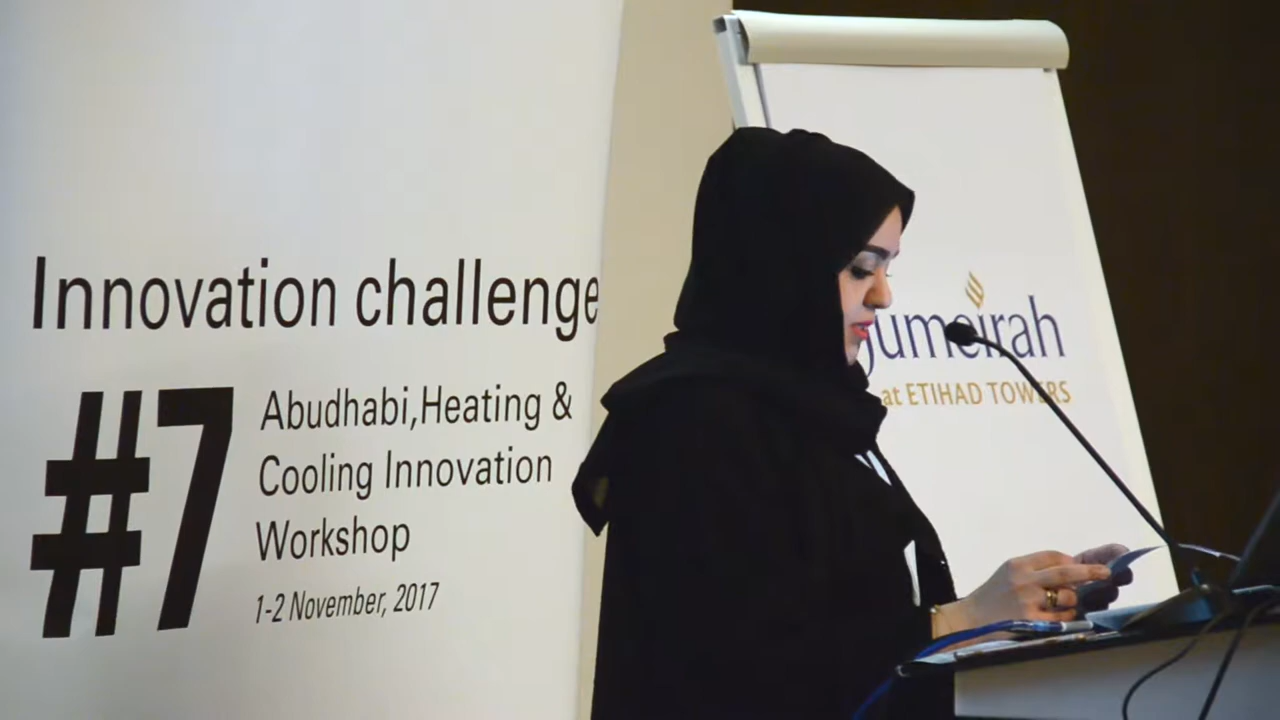 Innovation challenge
#7
Abudhabi,Heating &
Cooling Innovation
Workshop
1-2 November, 2017
Jumeirah
at ETIHAD TOWERS